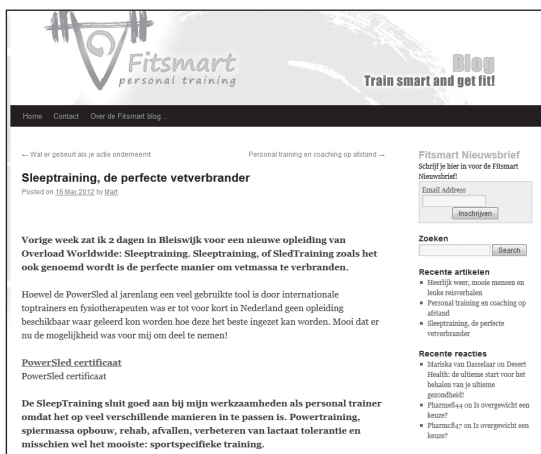 Fitsmart
personal training
Blog
Train smart and get fit!
Home Contact Over de Fitsmart blog...
← Wat er gebeurt als je actie onderneemt
Personal training en coaching op afstand →
Sleeptraining, de perfecte vetverbrander
Posted on 16 May 2012 by Mart
Vorige week zat ik 2 dagen in Bleiswijk voor een nieuwe opleiding van
Overload Worldwide: Sleeptraining. Sleeptraining, of SledTraining zoals het
ook genoemd wordt is de perfecte manier om vetmassa te verbranden.
Hoewel de PowerSled al jarenlang een veel gebruikte tool is door internationale
toptrainers en fysiotherapeuten was er tot voor kort in Nederland geen opleiding
beschikbaar waar geleerd kon worden hoe deze het beste ingezet kan worden. Mooi dat er
nu de mogelijkheid was voor mij om deel te nemen!
PowerSled certificaat
PowerSled certificaat
De SleepTraining sluit goed aan bij mijn werkzaamheden als personal trainer
omdat het op veel verschillende manieren in te passen is. Powertraining,
spiermassa opbouw, rehab, afvallen, verbeteren van lactaat tolerantie en
misschien wel het mooiste: sportspecifieke training.
Fitsmart Nieuwsbrief
Schrijf je hier in voor de Fitsmart
Nieuwsbrief!
Email Address
Inschrijven
Zoeken
Search
Recente artikelen
Heerlijk weer, mooie mensen en
leuke reisverhalen
Personal training en coaching op
afstand
Sleeptraining, de perfecte
vetverbrander
Recente reacties
Mariska van Dasselaar on Desert
Health: de ultieme start voor het
behalen van je ultieme
gezondheid!
Pharme844 on Is overgewicht een
keuze?
Pharmc847 on Is overgewicht een
keuze?